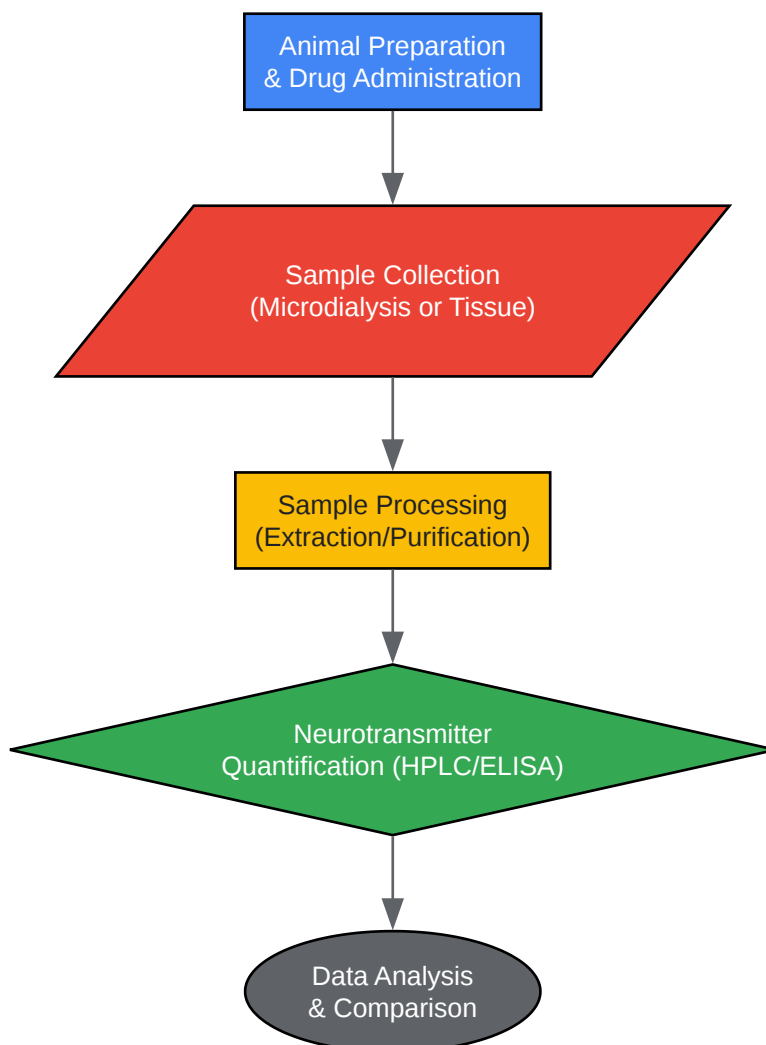 Animal Preparation
& Drug Administration
Sample Collection
(Microdialysis or Tissue)
Sample Processing
(Extraction/Purification)
Neurotransmitter
Quantification (HPLC/ELISA)
Data Analysis
& Comparison